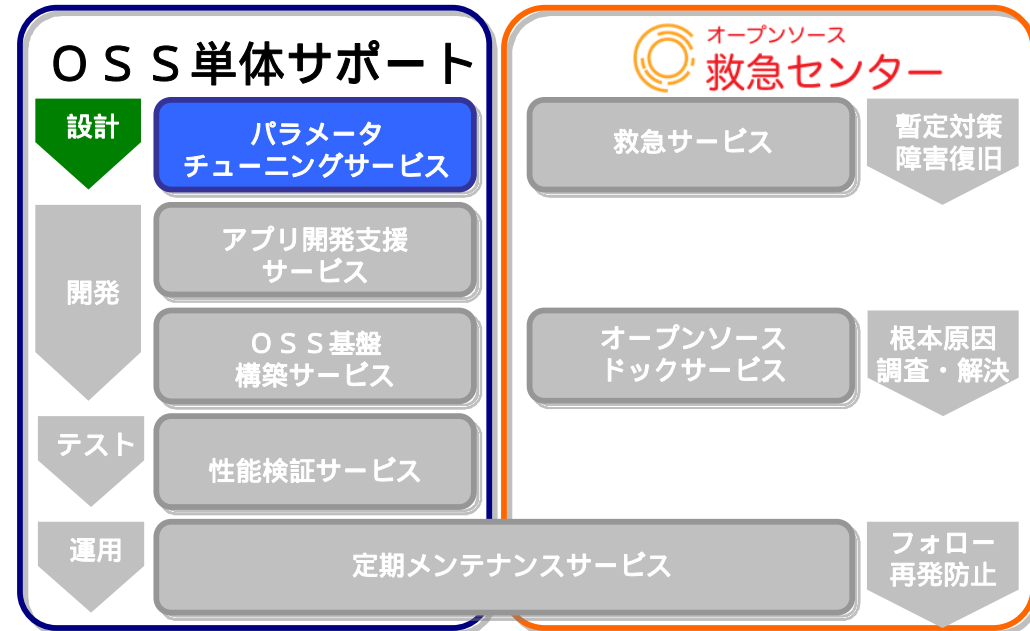 ＯＳＳ単体サポート
設計
パラメータ
チューニングサービス
開発
アプリ開発支援
サービス
ＯＳＳ基盤
構築サービス
テスト
性能検証サービス
運用
定期メンテナンスサービス
オープンソース
救急センター
救急サービス
暫定対策
障害復旧
オープンソース
ドックサービス
根本原因
調査・解決
フォロー
再発防止